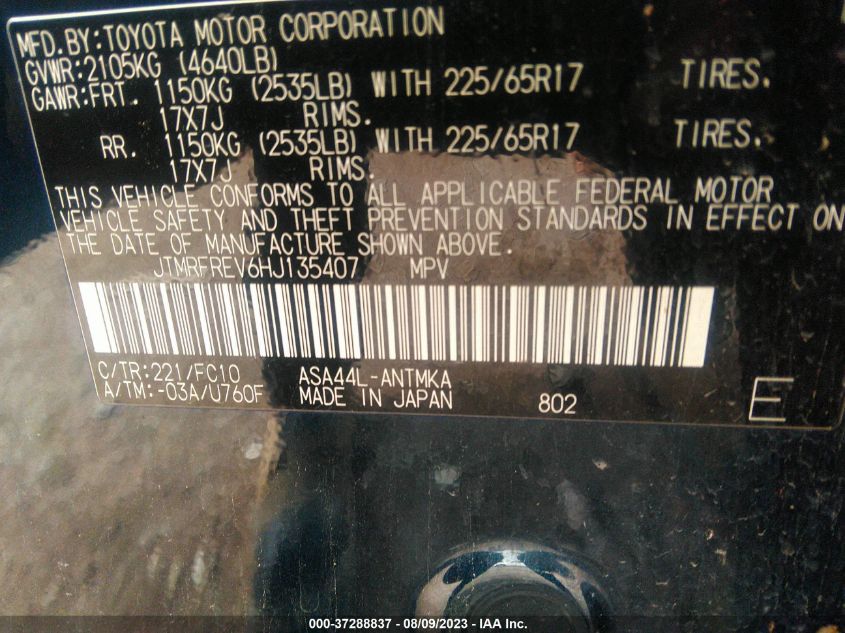 MFD.BY:TOYOTA MOTOR CORPORATION
GVWR:2105KG (4640LB)
GAWR:FRT. 1150KG (2535LB) WITH 225/65R17 TIRES.
17X7J RIMS.
RR. 1150KG (2535LB) WITH 225/65R17 TIRES.
17X7J RIMS.
THIS VEHICLE CONFORMS TO ALL APPLICABLE FEDERAL MOTOR
VEHICLE SAFETY AND THEFT PREVENTION STANDARDS IN EFFECT ON
THE DATE OF MANUFACTURE SHOWN ABOVE.
JTMRFREV6HJ135407 MPV
C/TR:221/FC10 ASA44L-ANTMKA
A/TM:-03A/U760F MADE IN JAPAN 802 E
000-37288837 - 08/09/2023 - IAA Inc.